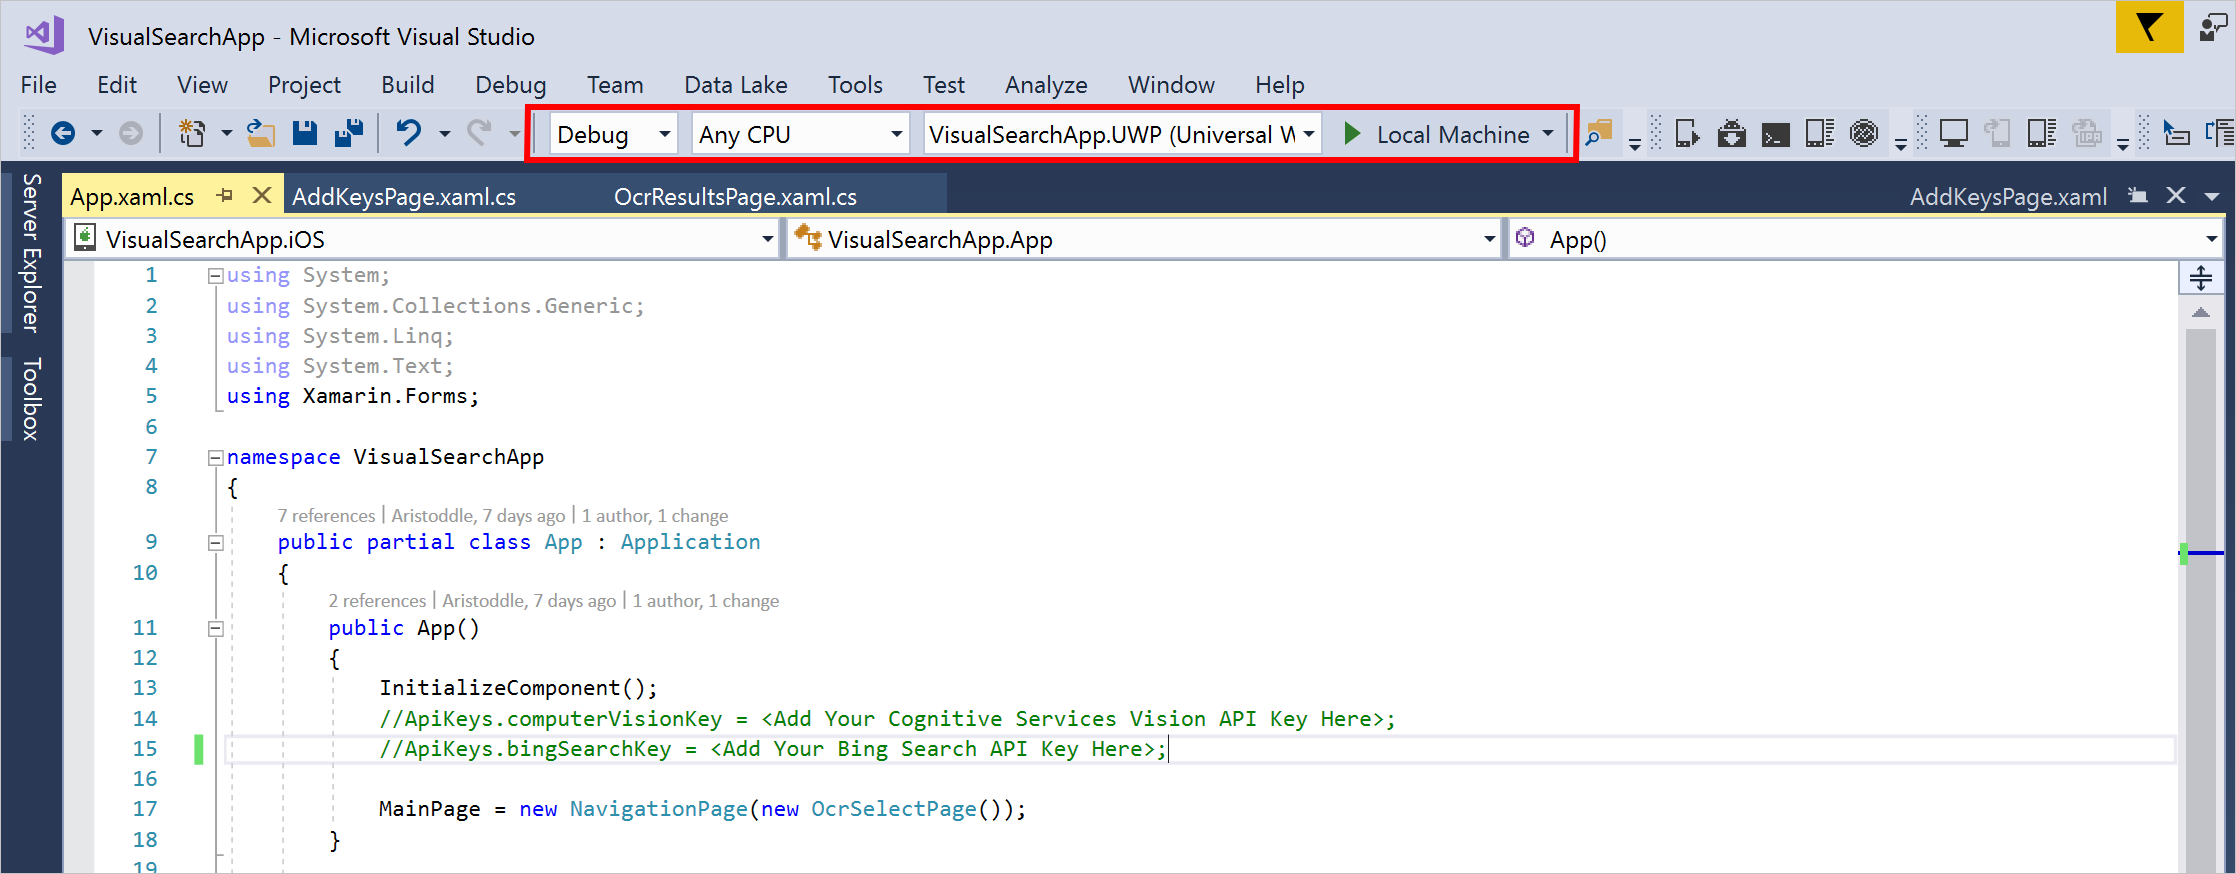 VisualSearchApp - Microsoft Visual Studio
File Edit View Project Build Debug Team Data Lake Tools Test Analyze Window Help
Debug Any CPU VisualSearchApp.UWP (Universal W Local Machine
Server Explorer
Toolbox
App.xaml.cs AddKeysPage.xaml.cs OcrResultsPage.xaml.cs AddKeysPage.xaml
VisualSearchApp.iOS VisualSearchApp.App App()
1 using System;
2 using System.Collections.Generic;
3 using System.Linq;
4 using System.Text;
5 using Xamarin.Forms;
6
7 namespace VisualSearchApp
8 {
7 references | Aristoddle, 7 days ago | 1 author, 1 change
9 public partial class App : Application
10 {
2 references | Aristoddle, 7 days ago | 1 author, 1 change
11 public App()
12 {
13 InitializeComponent();
14 //ApiKeys.computerVisionKey = <Add Your Cognitive Services Vision API Key Here>;
15 //ApiKeys.bingSearchKey = <Add Your Bing Search API Key Here>;
16
17 MainPage = new NavigationPage(new OcrSelectPage());
18 }
19